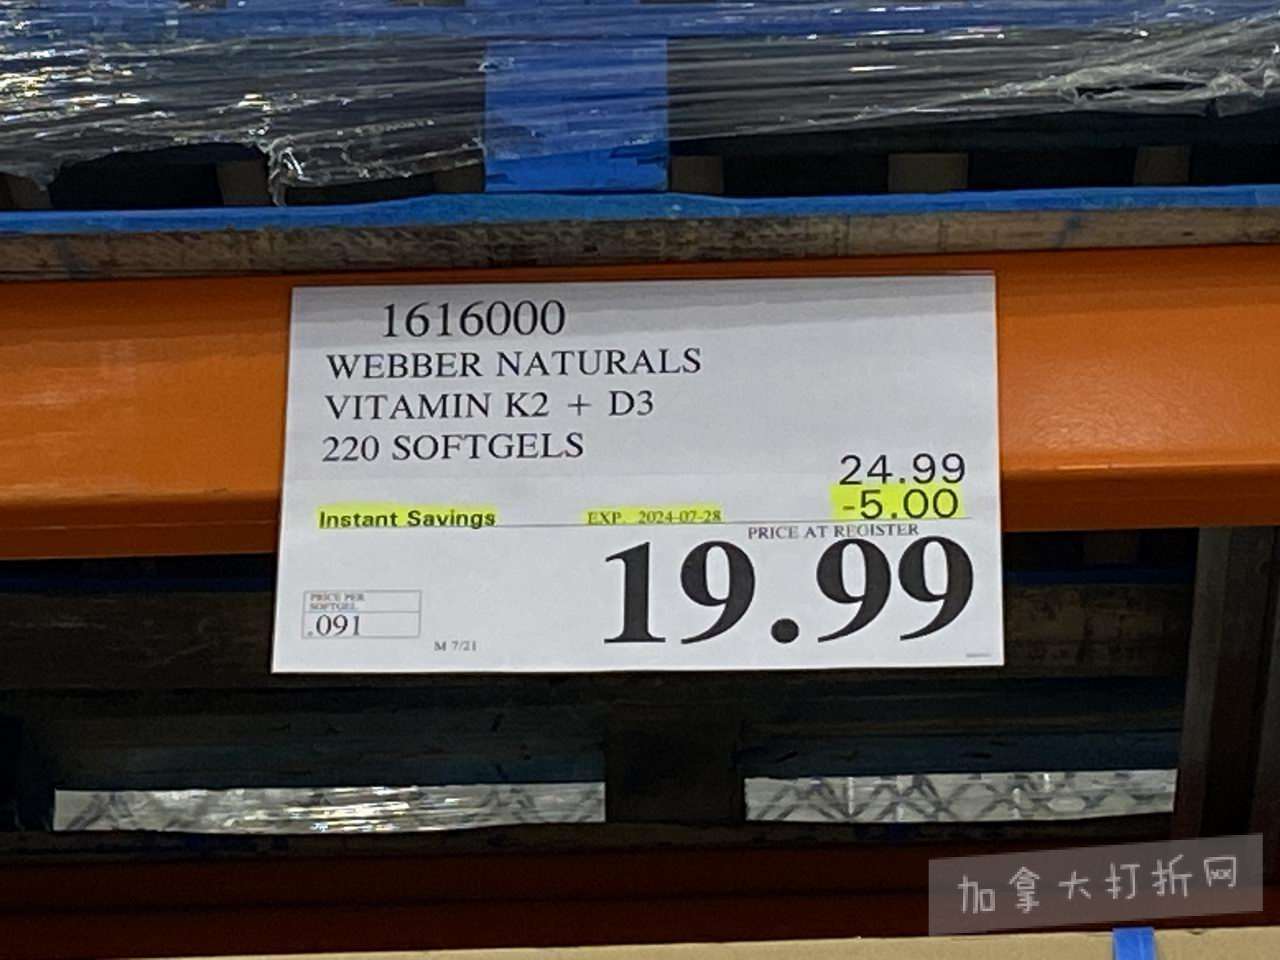 1616000
WEBBER NATURALS
VITAMIN K2 + D3
220 SOFTGELS
24.99
Instant Savings EXP. 2024-07-28 -5.00
PRICE AT REGISTER
19.99
PRICE PER
SOFTGEL
.091
M 7/21
加拿大打折网